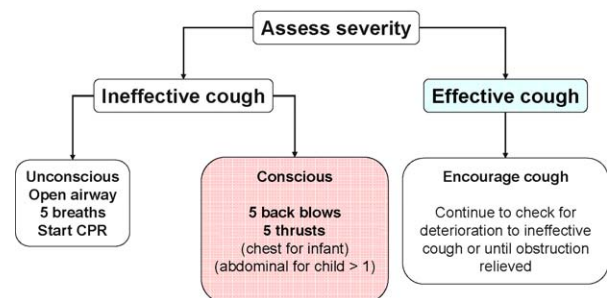 Assess severity
Ineffective cough
Effective cough
Unconscious
Open airway
5 breaths
Start CPR
Conscious
5 back blows
5 thrusts
(chest for infant)
(abdominal for child > 1)
Encourage cough
Continue to check for
deterioration to ineffective
cough or until obstruction
relieved